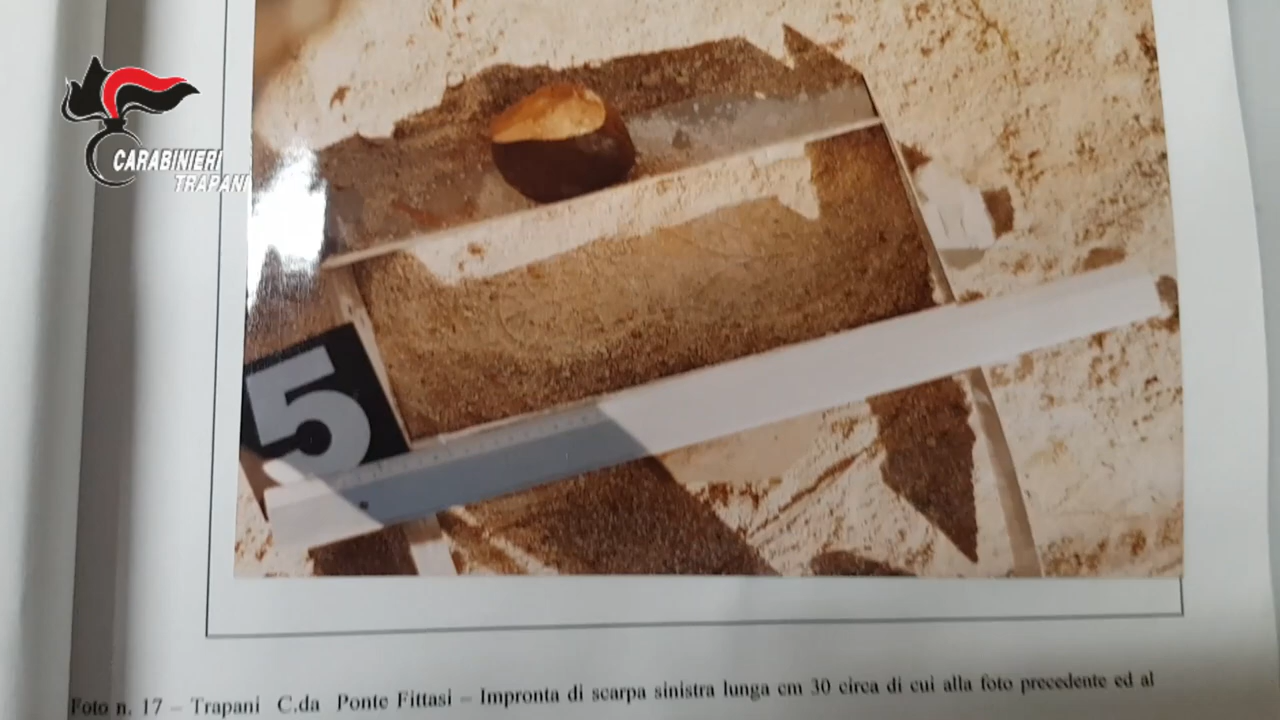 CARABINIERI
TRAPANI
5
Foto n. 17 – Trapani C.da Ponte Fittasi – Impronta di scarpa sinistra lunga cm 30 circa di cui alla foto precedente ed al